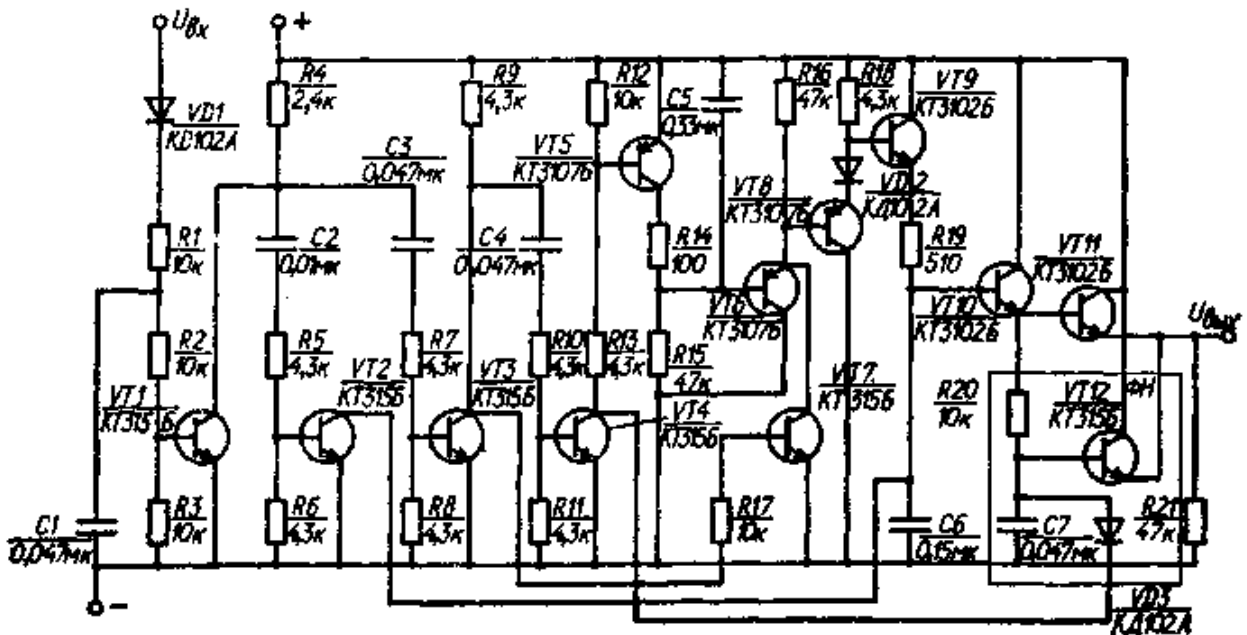 Uвх
+
R4
2,4к
R9
4,3к
R12
10к
C5
0,33мк
R16
47к
R18
4,3к
VT9
КТ3102Б
VD1
КD102А
C3
0,047мк
VT5
КТ3107Б
VT8
КТ3107Б
VD2
КД102А
R1
10к
C2
0,01мк
C4
0,047мк
R14
100
R19
510
VT11
КТ3102Б
VT6
КТ3107Б
VT10
КТ3102Б
Uвых
R2
10к
R5
4,3к
R7
4,3к
R10
4,3к
R13
4,3к
R15
47к
VT1
КТ315Б
VT2
КТ315Б
VT3
КТ315Б
VT4
КТ315Б
VT7
КТ315Б
R20
10к
VT12
КТ315Б
ФН
C1
0,047мк
R3
10к
R6
4,3к
R8
4,3к
R11
4,3к
R17
10к
C6
0,15мк
C7
0,047мк
R21
47к
VD3
КД102А
-